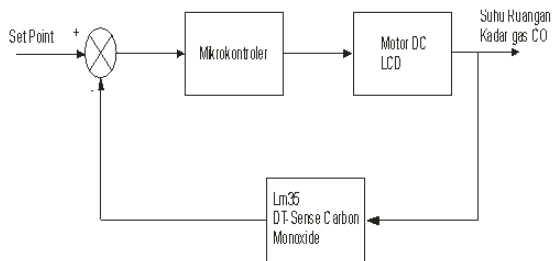 Set Point
+
-
Mikrokontroler
Motor DC
LCD
Suhu Ruangan
Kadar gas CO
Lm35
DT-Sense Carbon
Monoxide